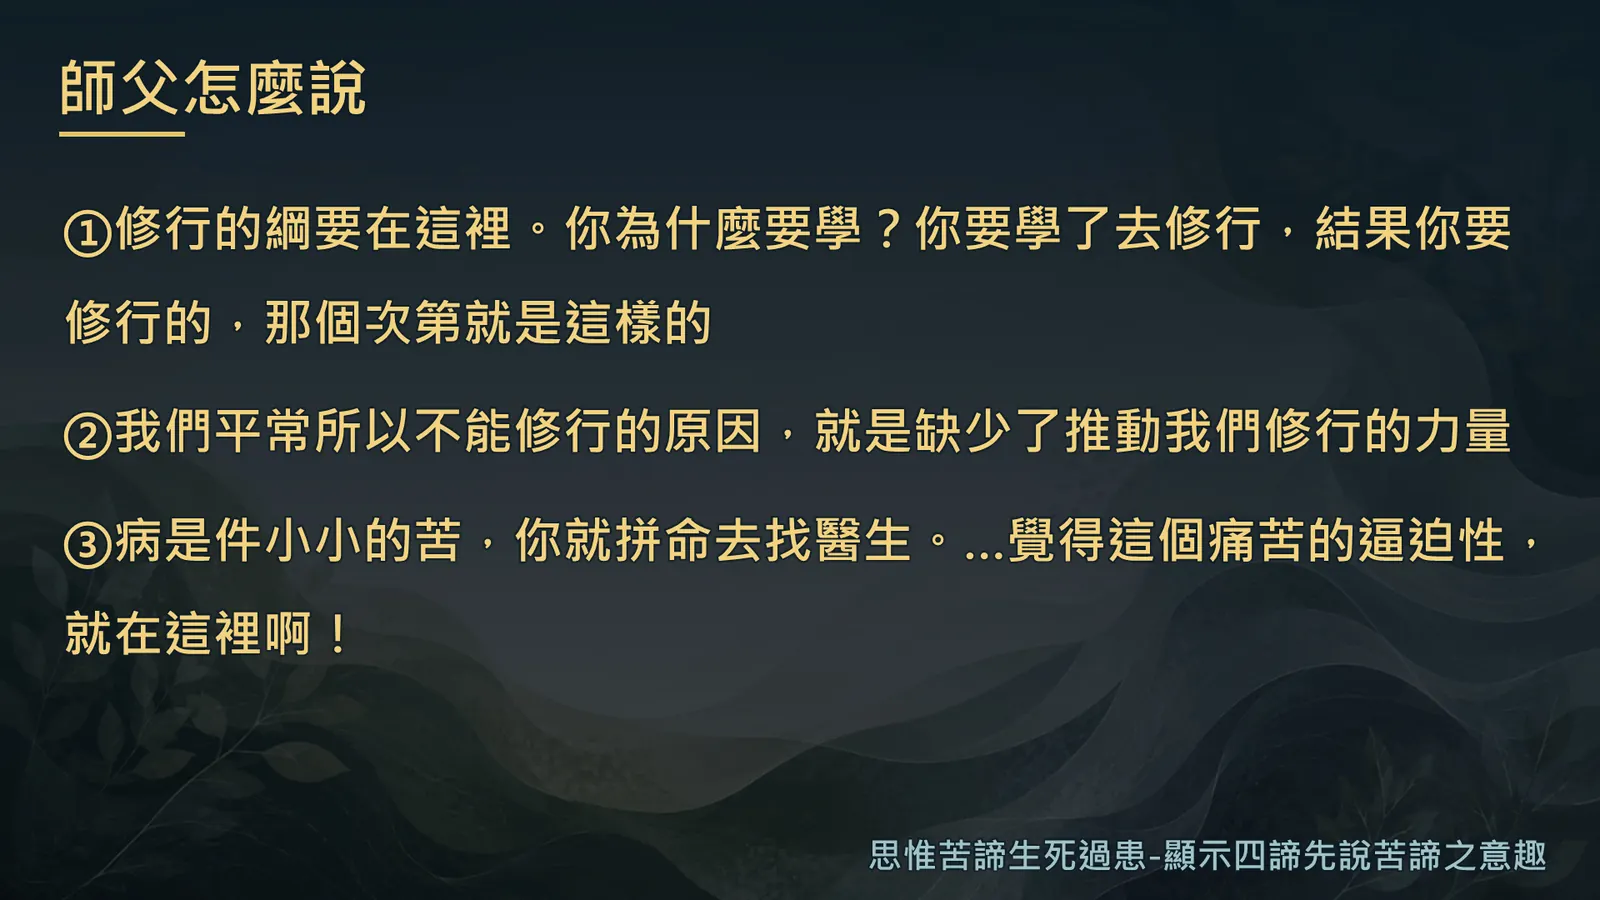 師父怎麼說
①修行的綱要在這裡。你為什麼要學？你要學了去修行，結果你要
修行的，那個次第就是這樣的
②我們平常所以不能修行的原因，就是缺少了推動我們修行的力量
③病是件小小的苦，你就拼命去找醫生。...覺得這個痛苦的逼迫性，
就在這裡啊！
思惟苦諦生死過患-顯示四諦先說苦諦之意趣